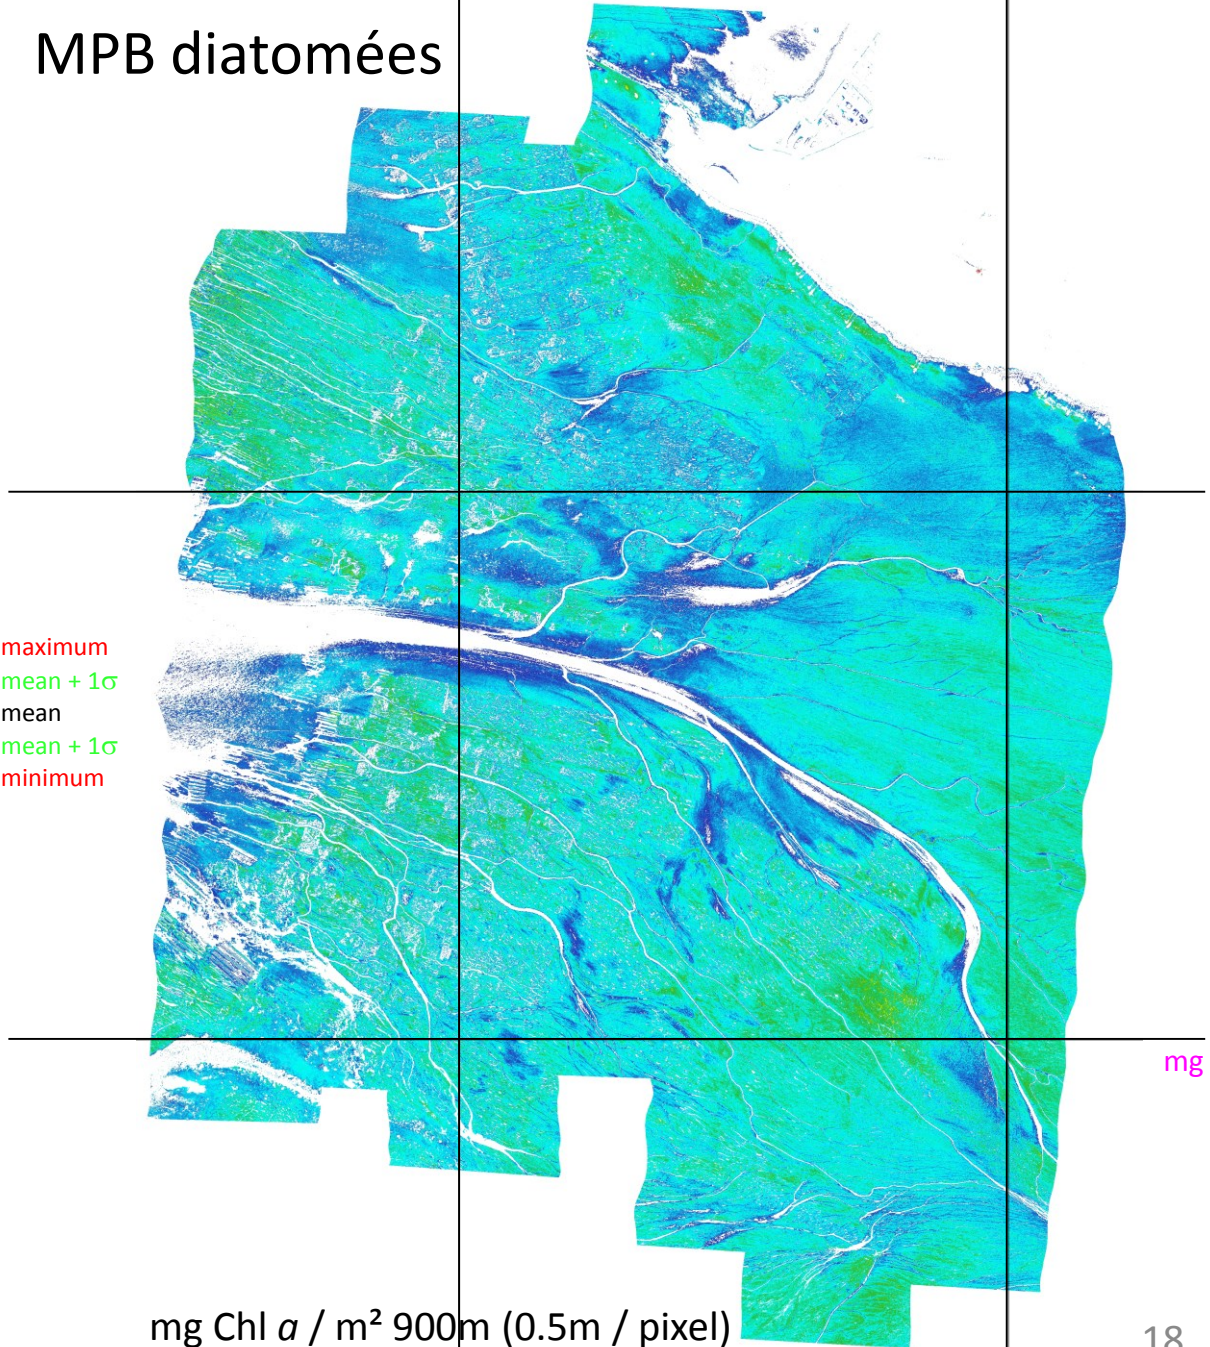 MPB diatomées
maximum
mean + 1σ
mean
mean + 1σ
minimum
mg
mg Chl a / m² 900m (0.5m / pixel)
18